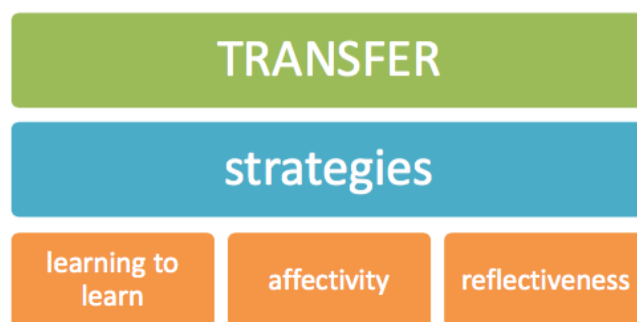 TRANSFER
strategies
learning to
learn
affectivity
reflectiveness